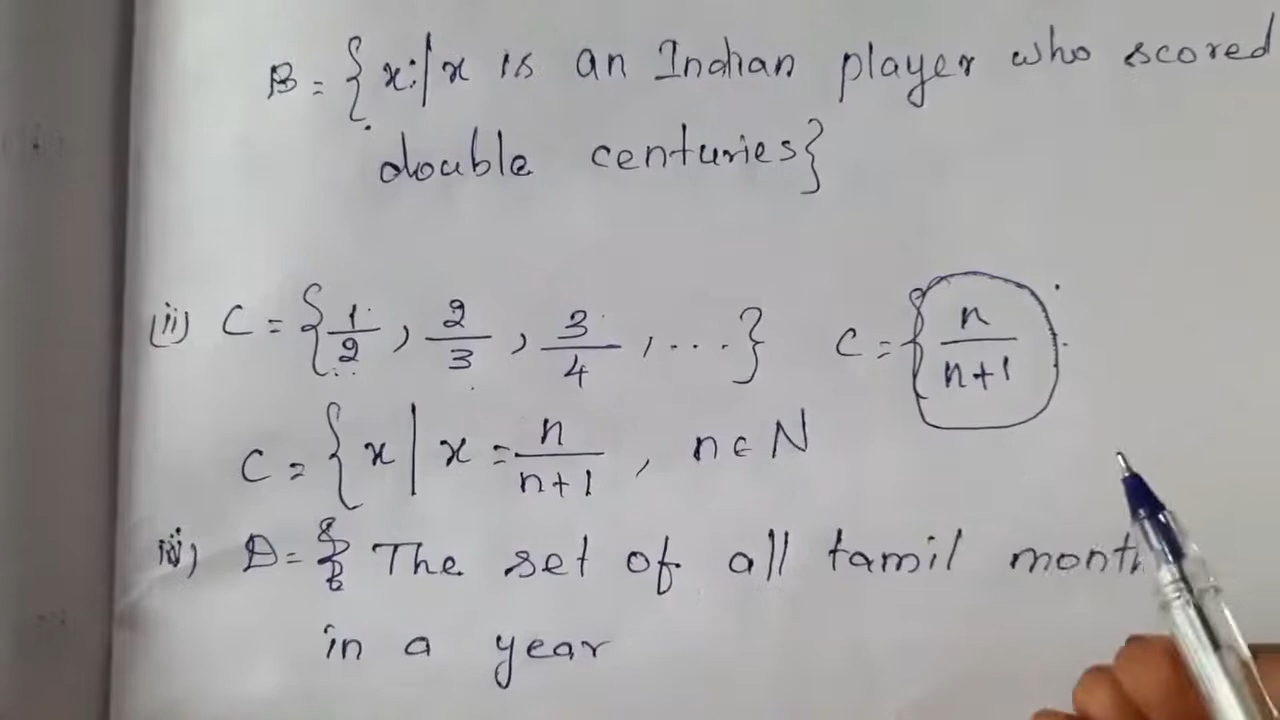 B = {x:/x is an Indian player who scored
double centuries}
(ii) C = {1/2, 2/3, 3/4, ....} C = { n/n+1
C = {x | x = n/n+1, n ∈ N
iii) D = { The set of all tamil month
in a year